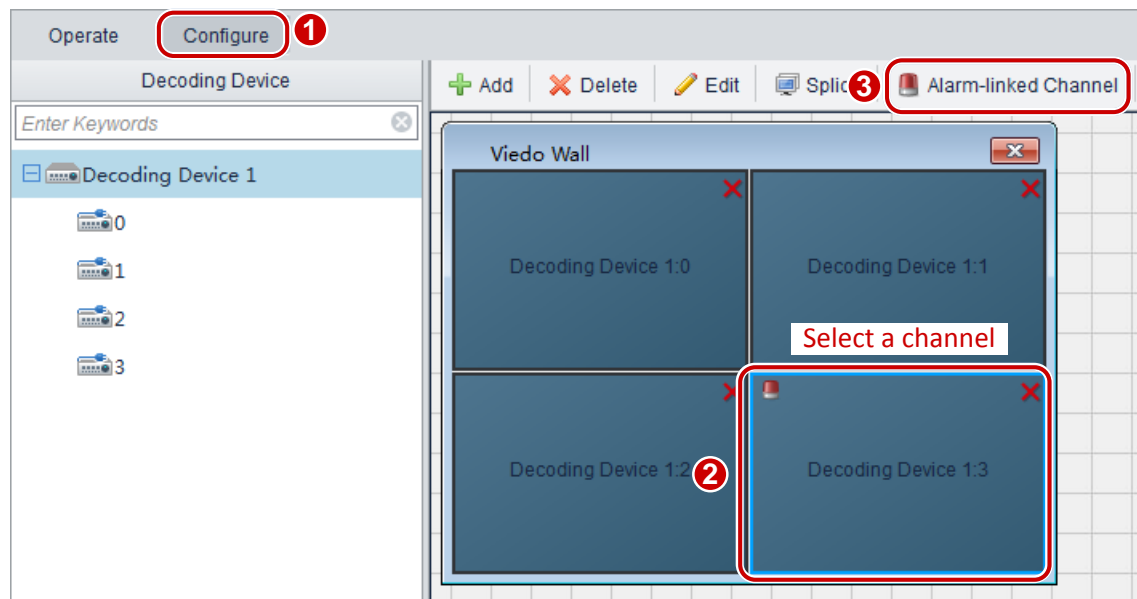 Operate Configure 1
Decoding Device
Enter Keywords
Decoding Device 1
0
1
2
3
Add Delete Edit 3 Alarm-linked Channel
Viedo Wall
Decoding Device 1:0 Decoding Device 1:1
Select a channel
Decoding Device 1:2 2 Decoding Device 1:3